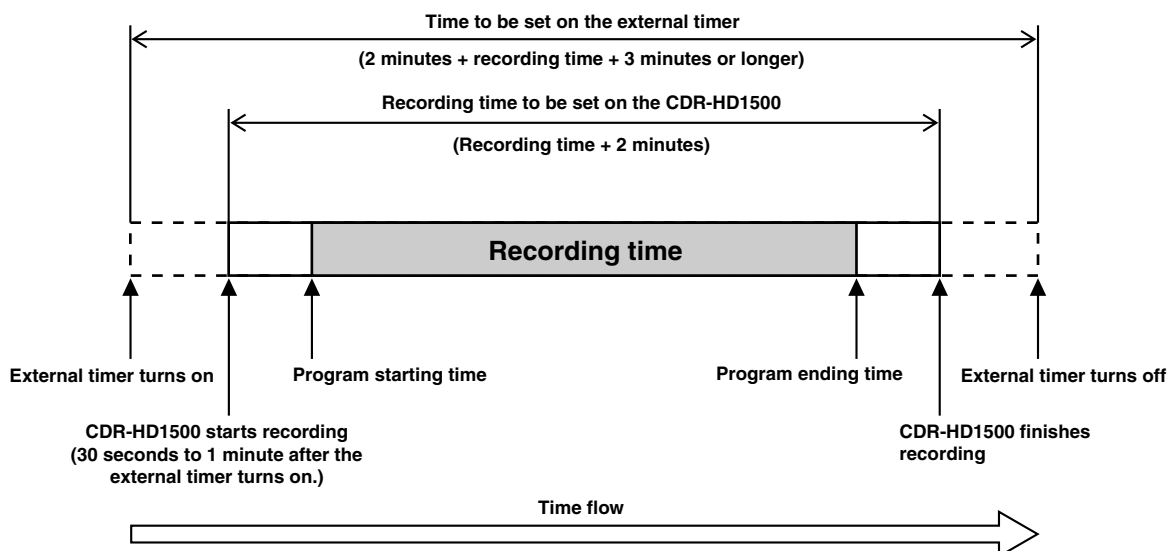 Time to be set on the external timer
(2 minutes + recording time + 3 minutes or longer)
Recording time to be set on the CDR-HD1500
(Recording time + 2 minutes)
Recording time
External timer turns on
Program starting time
Program ending time
External timer turns off
CDR-HD1500 starts recording
(30 seconds to 1 minute after the
external timer turns on.)
CDR-HD1500 finishes
recording
Time flow